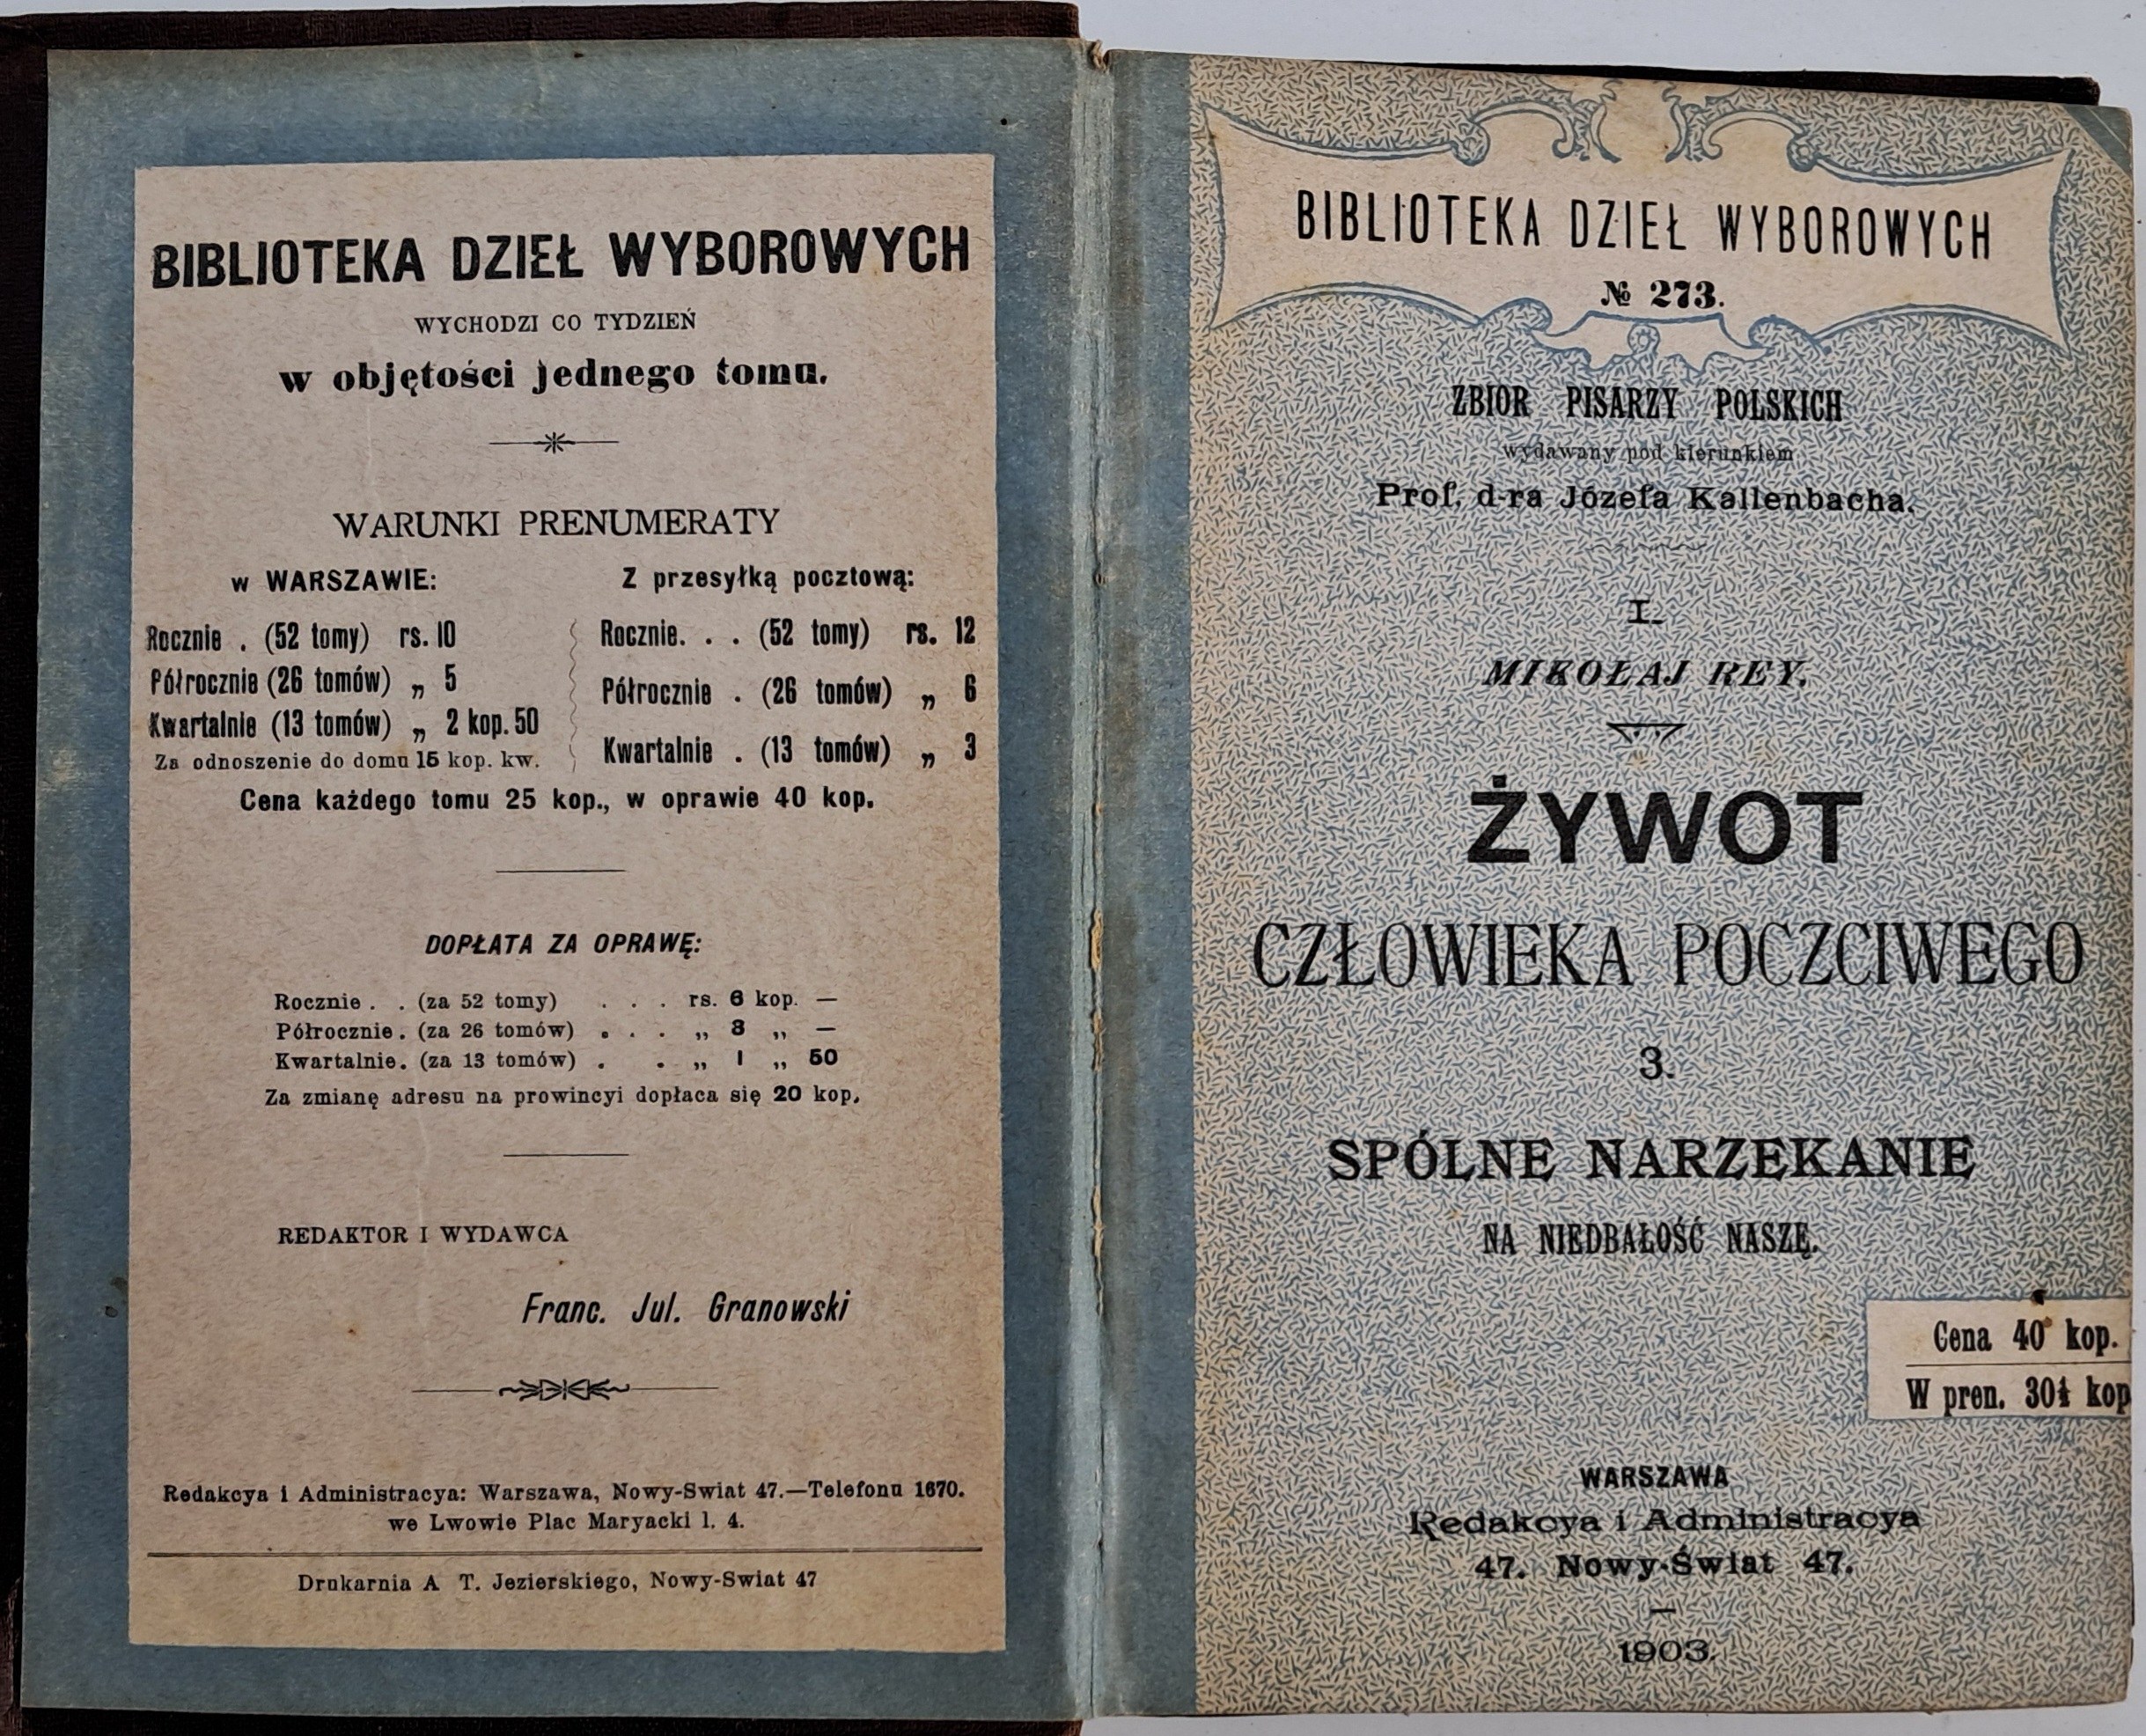 BIBLIOTEKA DZIEŁ WYBOROWYCH
WYCHODZI CO TYDZIEŃ
w objętości jednego tomu.
WARUNKI PRENUMERATY
w WARSZAWIE:
Rocznie . (52 tomy) rs. 10
Półrocznie (26 tomów) „ 5
Kwartalnie (13 tomów) „ 2 kop. 50
Za odnoszenie do domu 15 kop. kw.
Z przesyłką pocztową:
Rocznie. . . (52 tomy) rs. 12
Półrocznie . (26 tomów) „ 6
Kwartalnie . (13 tomów) „ 3
Cena każdego tomu 25 kop., w oprawie 40 kop.
DOPŁATA ZA OPRAWĘ:
Rocznie . . (za 52 tomy) . . . rs. 6 kop. —
Półrocznie . (za 26 tomów) . . . „ 3 „ —
Kwartalnie. (za 13 tomów) . . „ 1 „ 50
Za zmianę adresu na prowincyi dopłaca się 20 kop.
REDAKTOR I WYDAWCA
Franc. Jul. Granowski
Redakcya i Administracya: Warszawa, Nowy-Swiat 47.—Telefonu 1670.
we Lwowie Plac Maryacki l. 4.
Drukarnia A T. Jezierskiego, Nowy-Swiat 47
BIBLIOTEKA DZIEŁ WYBOROWYCH
№ 273.
ZBIOR PISARZY POLSKICH
wydawany pod kierunkiem
Prof. d-ra Józefa Kallenbacha.
I.
MIKOŁAJ REY.
ŻYWOT
CZŁOWIEKA POCZCIWEGO
3.
SPÓLNE NARZEKANIE
NA NIEDBAŁOŚĆ NASZĘ.
Cena 40 kop.
W pren. 30½ kop
WARSZAWA
Redakcya i Administracya
47. Nowy-Świat 47.
1903.